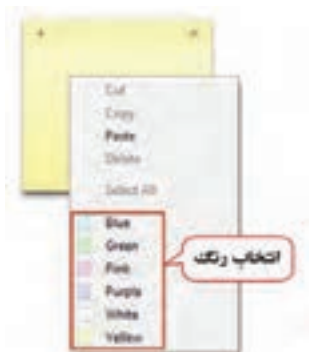 + ×
Cut
Copy
Paste
Delete
Select All
Blue
Green
Pink
Purple
White
Yellow
انتخاب رنگ